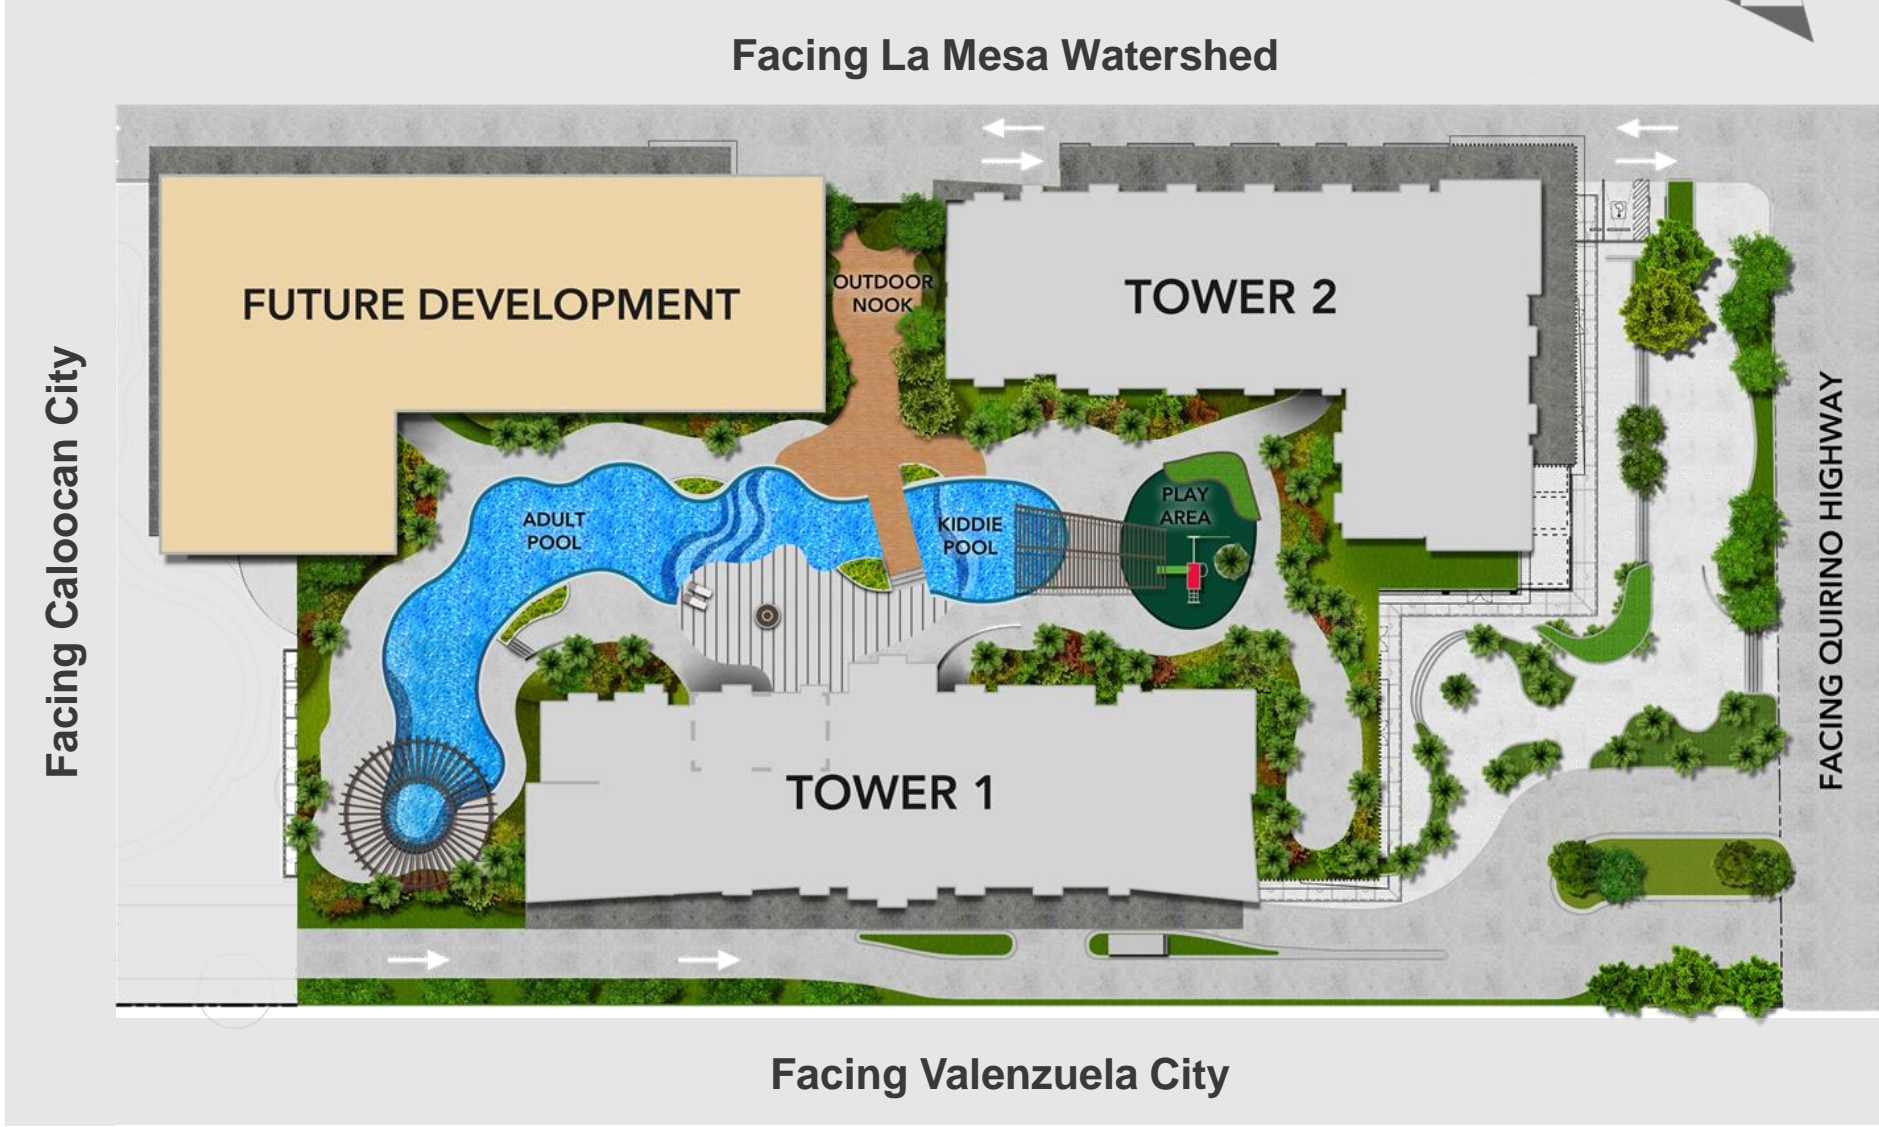 Facing La Mesa Watershed
FUTURE DEVELOPMENT
OUTDOOR
NOOK
TOWER 2
Facing Caloocan City
ADULT
POOL
KIDDIE
POOL
PLAY
AREA
FACING QUIRINO HIGHWAY
TOWER 1
Facing Valenzuela City